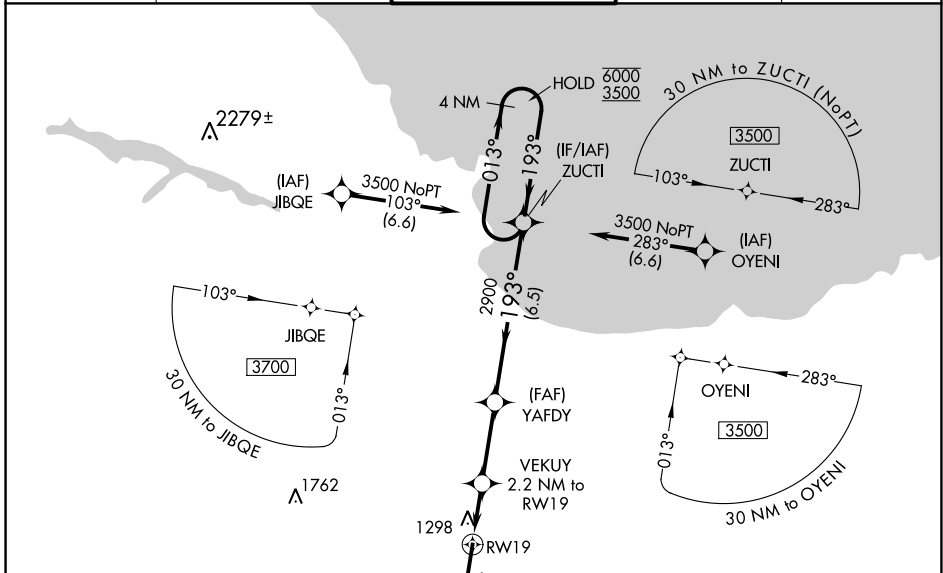 HOLD 6000
3500
4 NM
30 NM to ZUCTI (NoPT)
3500
ZUCTI
103°
283°
2279±
013°
193°
(IF/IAF)
ZUCTI
(IAF)
JIBQE
3500 NoPT
103°
(6.6)
3500 NoPT
283°
(6.6)
(IAF)
OYENI
2900
193°
(6.5)
103°
JIBQE
3700
013°
30 NM to JIBQE
OYENI
283°
3500
013°
30 NM to OYENI
(FAF)
YAFDY
VEKUY
2.2 NM to
RW19
1762
1298
RW19